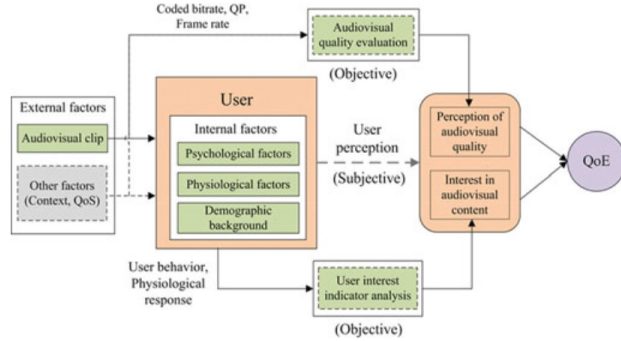 Coded bitrate, QP,
Frame rate
Audiovisual
quality evaluation
(Objective)
External factors
Audiovisual clip
Other factors
(Context, QoS)
User
Internal factors
Psychological factors
Physiological factors
Demographic
background
User
perception
(Subjective)
Perception of
audiovisual
quality
Interest in
audiovisual
content
QoE
User behavior,
Physiological
response
User interest
indicator analysis
(Objective)